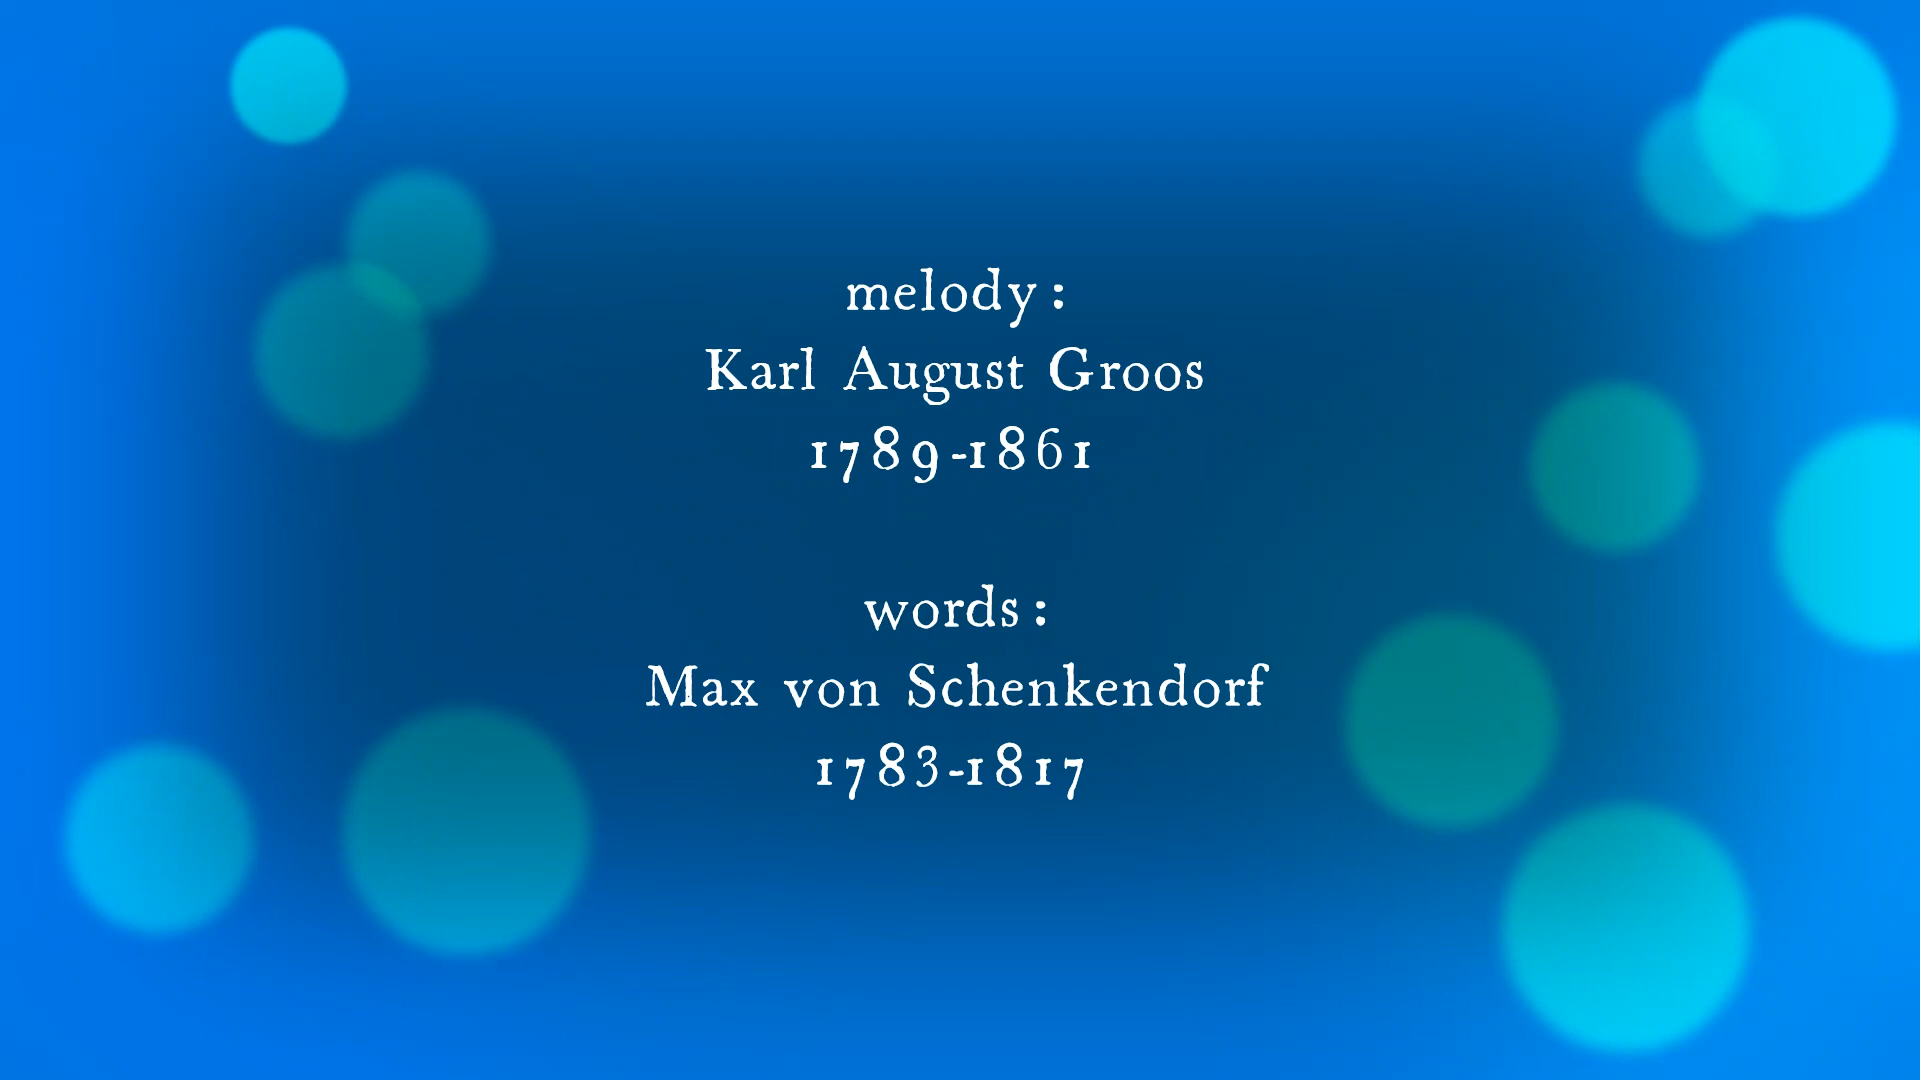 melody:
Karl August Groos
1789-1861
words:
Max von Schenkendorf
1783-1817